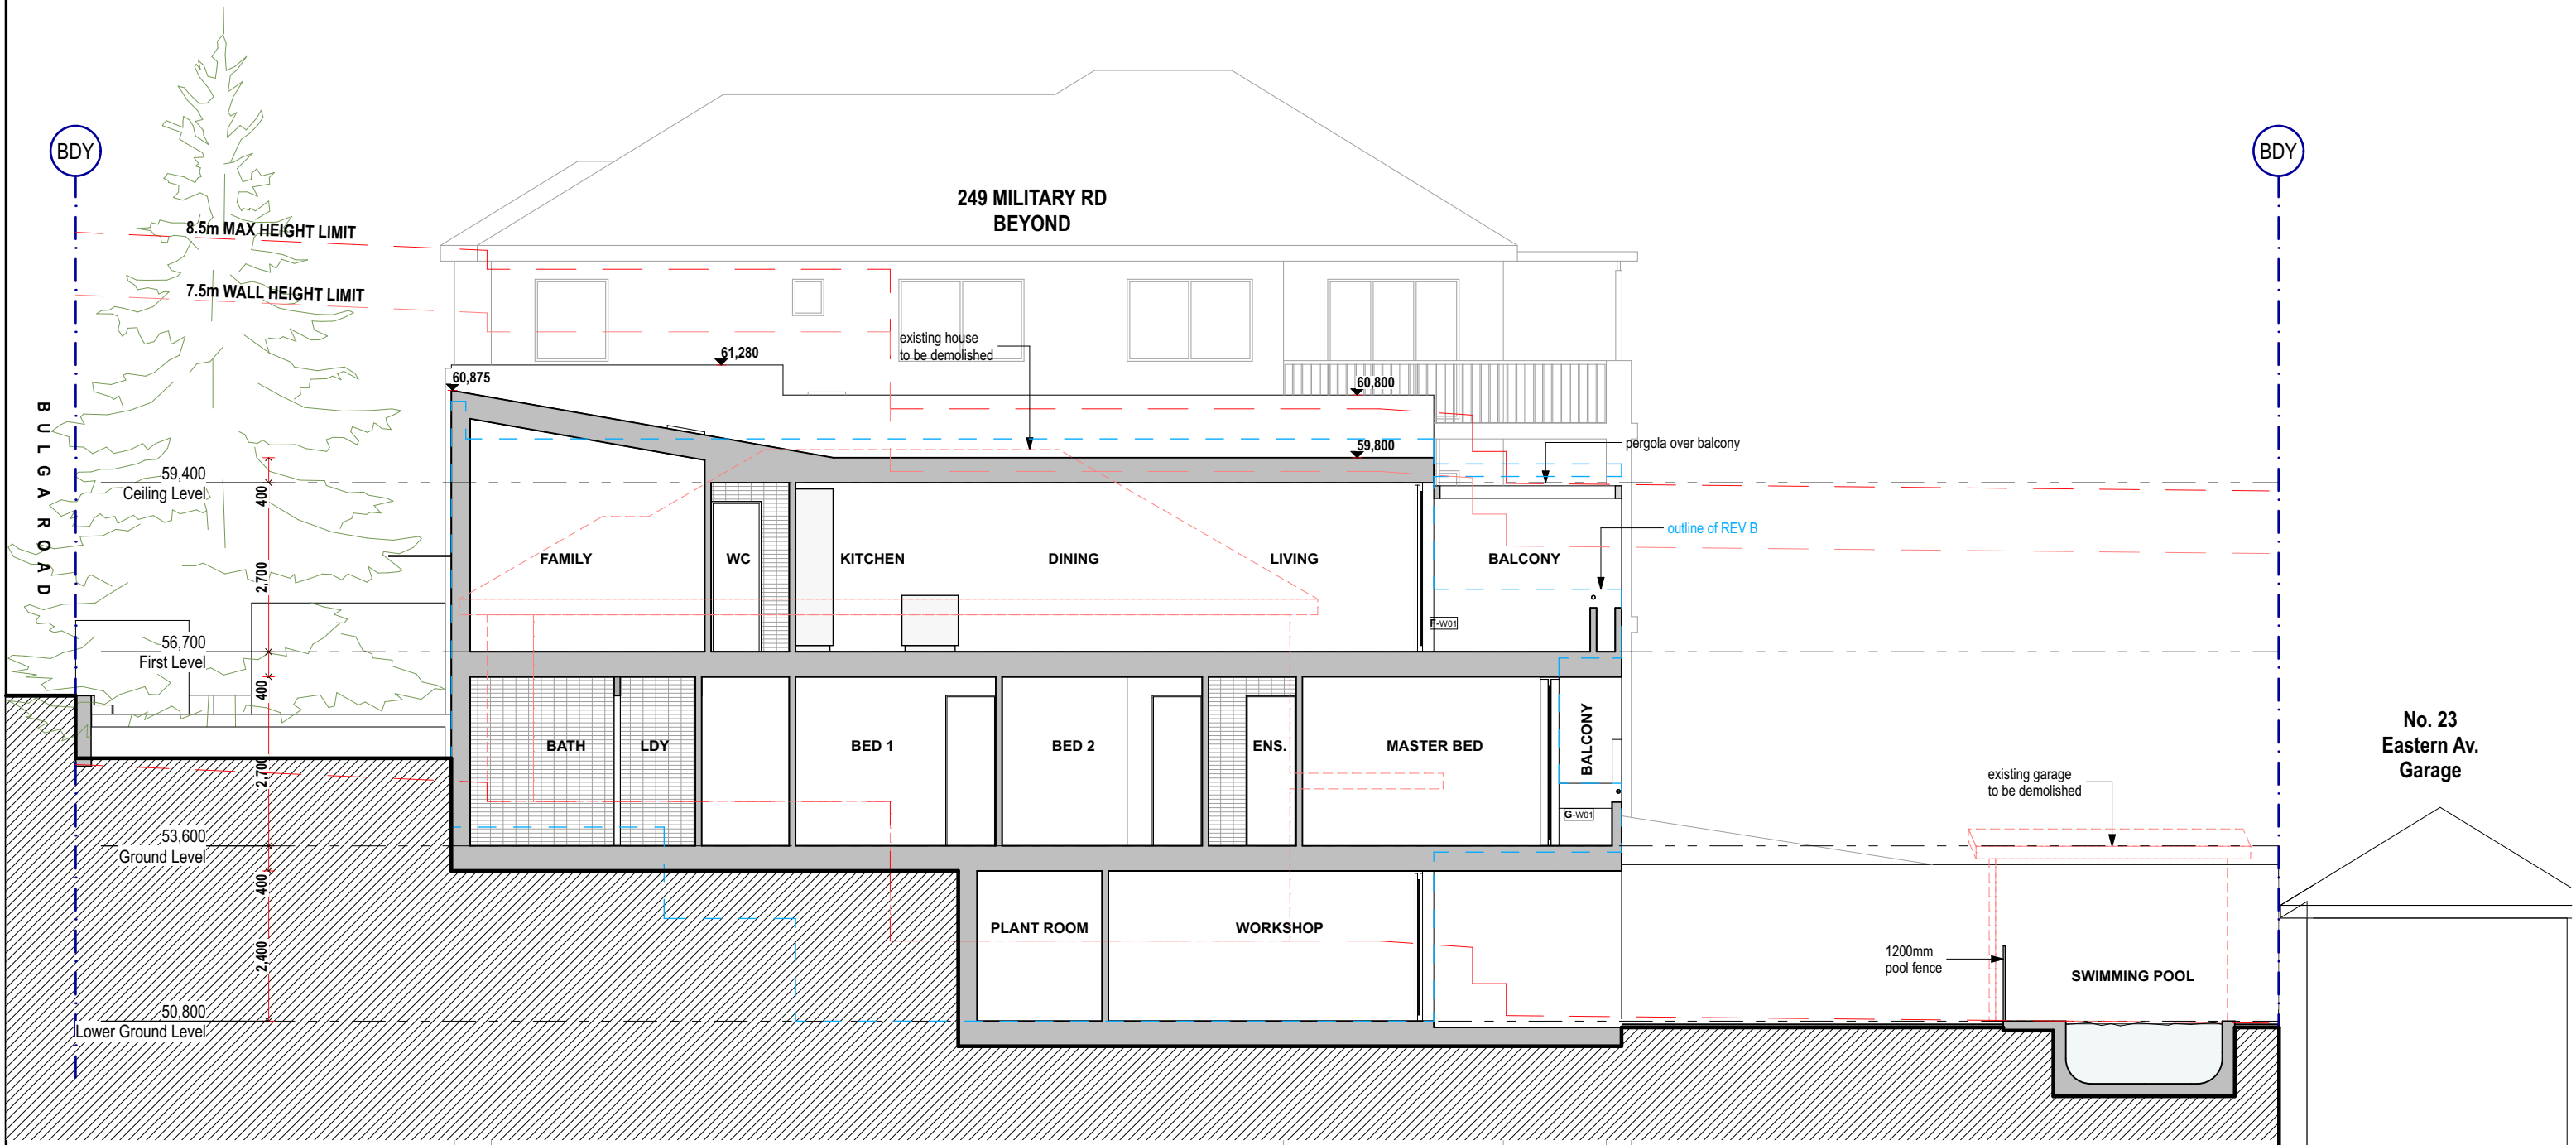 BDY
BDY
249 MILITARY RD
BEYOND
8.5m MAX HEIGHT LIMIT
7.5m WALL HEIGHT LIMIT
existing house
to be demolished
61,280
60,875
60,800
59,800
pergola over balcony
BULGA ROAD
59,400
Ceiling Level
400
outline of REV B
FAMILY
WC
KITCHEN
DINING
LIVING
BALCONY
2,700
F-W01
56,700
First Level
400
BATH
LDY
BED 1
BED 2
ENS.
MASTER BED
BALCONY
No. 23
Eastern Av.
Garage
2,700
existing garage
to be demolished
G-W01
53,600
Ground Level
400
PLANT ROOM
WORKSHOP
2,400
1200mm
pool fence
SWIMMING POOL
50,800
Lower Ground Level